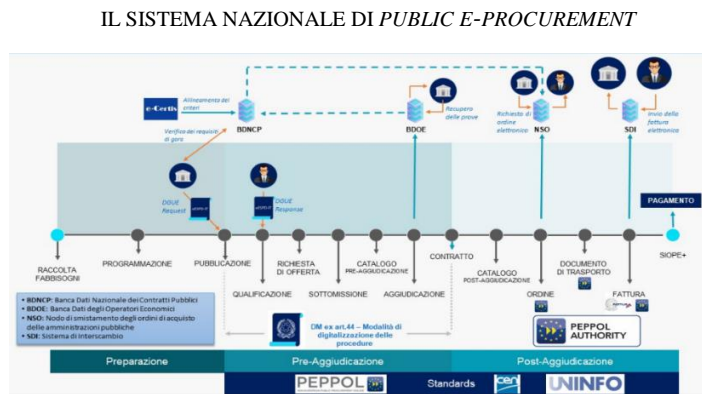 IL SISTEMA NAZIONALE DI PUBLIC E-PROCUREMENT
e-Certis
Allineamento dei
criteri
BDNCP
Verifica dei requisiti
di gara
BDOE
Recupero
delle prove
Richiesta di
ordine
elettronico
NSO
SDI
Invio della
fattura
elettronica
DGUE
Request
DGUE
Response
PAGAMENTO
RACCOLTA
FABBISOGNI
PROGRAMMAZIONE
PUBBLICAZIONE
QUALIFICAZIONE
RICHIESTA
DI OFFERTA
SOTTOMISSIONE
CATALOGO
PRE-AGGIUDICAZIONE
AGGIUDICAZIONE
CONTRATTO
CATALOGO
POST-AGGIUDICAZIONE
ORDINE
DOCUMENTO
DI TRASPORTO
FATTURA
SIOPE+
• BDNCP: Banca Dati Nazionale dei Contratti Pubblici
• BDOE: Banca Dati degli Operatori Economici
• NSO: Nodo di smistamento degli ordini di acquisto
delle amministrazioni pubbliche
• SDI: Sistema di Interscambio
DM ex art.44 – Modalità di
digitalizzazione delle
procedure
PEPPOL
AUTHORITY
Preparazione
Pre-Aggiudicazione
Post-Aggiudicazione
PEPPOL
Standards
cen
UNINFO